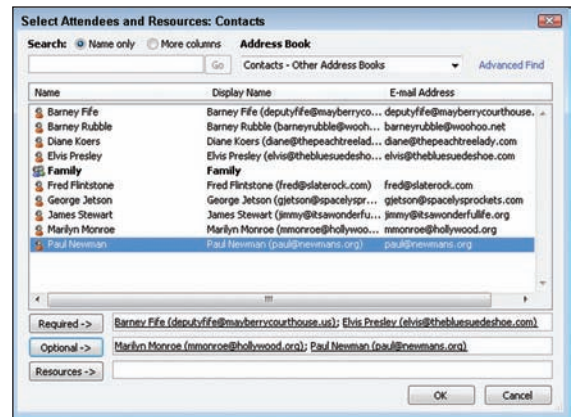 Select Attendees and Resources: Contacts
Search: Name only More columns Address Book
Go Contacts - Other Address Books Advanced Find
Name Display Name E-mail Address
Barney Fife Barney Fife (deputyfife@mayberryco... deputyfife@mayberrycourthouse.
Barney Rubble Barney Rubble (barneyrubble@wooh... barneyrubble@woohoo.net
Diane Koers Diane Koers (diane@thepeachtreelad... diane@thepeachtreelady.com
Elvis Presley Elvis Presley (elvis@thebluesuedesho... elvis@thebluesuedeshoe.com
Family Family
Fred Flintstone Fred Flintstone (fred@slaterock.com) fred@slaterock.com
George Jetson George Jetson (gjetson@spacelyspr... gjetson@spacelysprockets.com
James Stewart James Stewart (jimmy@itsawonderfu... jimmy@itsawonderfullife.org
Marilyn Monroe Marilyn Monroe (mmonroe@hollywoo... mmonroe@hollywood.org
Paul Newman Paul Newman (paul@newmans.org) paul@newmans.org
Required -> Barney Fife (deputyfife@mayberrycourthouse.us); Elvis Presley (elvis@thebluesuedeshoe.com)
Optional -> Marilyn Monroe (mmonroe@hollywood.org); Paul Newman (paul@newmans.org)
Resources ->
OK Cancel